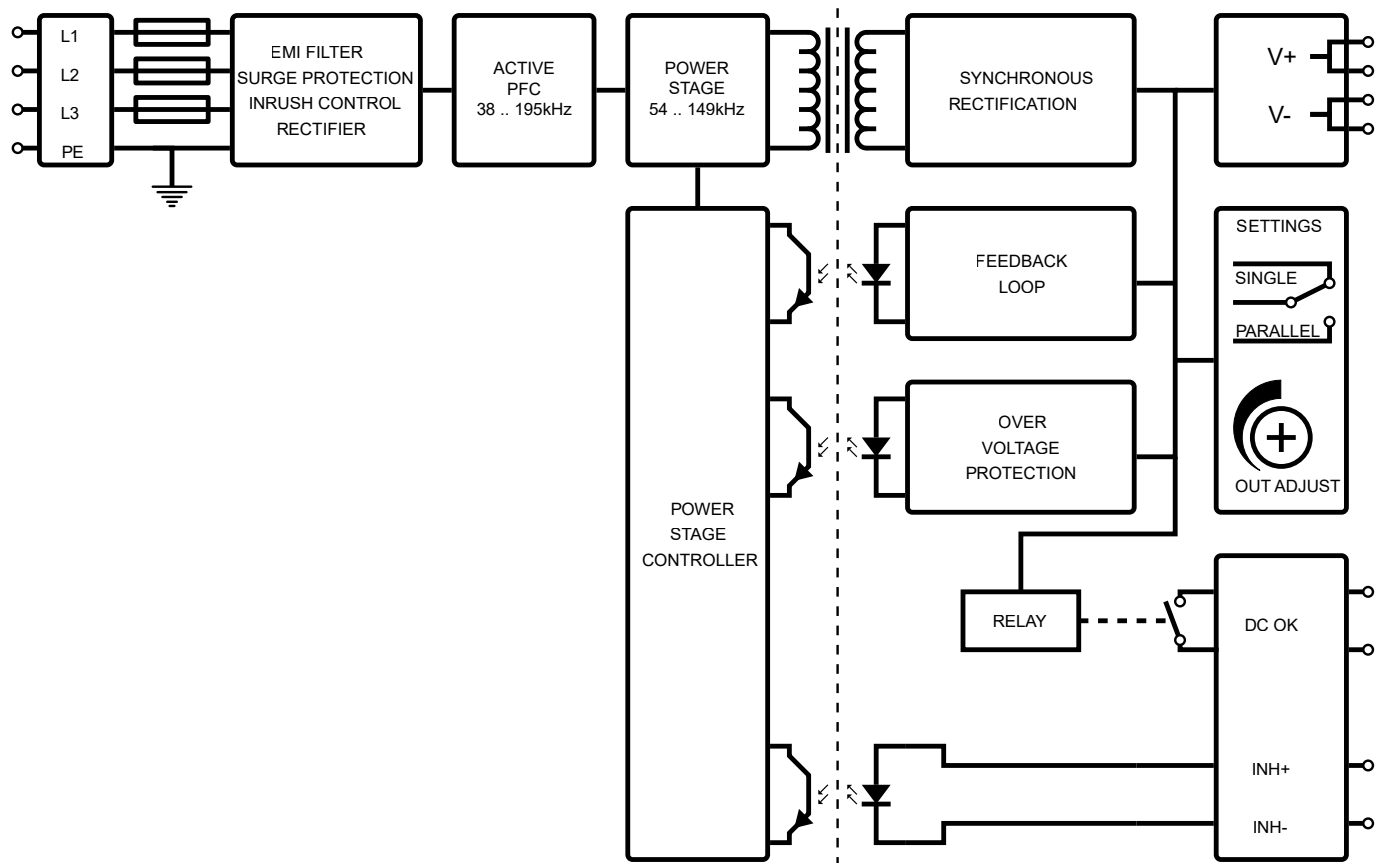 L1
L2
L3
PE
EMI FILTER
SURGE PROTECTION
INRUSH CONTROL
RECTIFIER
ACTIVE
PFC
38 .. 195kHz
POWER
STAGE
54 .. 149kHz
SYNCHRONOUS
RECTIFICATION
V+
V-
FEEDBACK
LOOP
SETTINGS
SINGLE
PARALLEL
OUT ADJUST
OVER
VOLTAGE
PROTECTION
POWER
STAGE
CONTROLLER
RELAY
DC OK
INH+
INH-